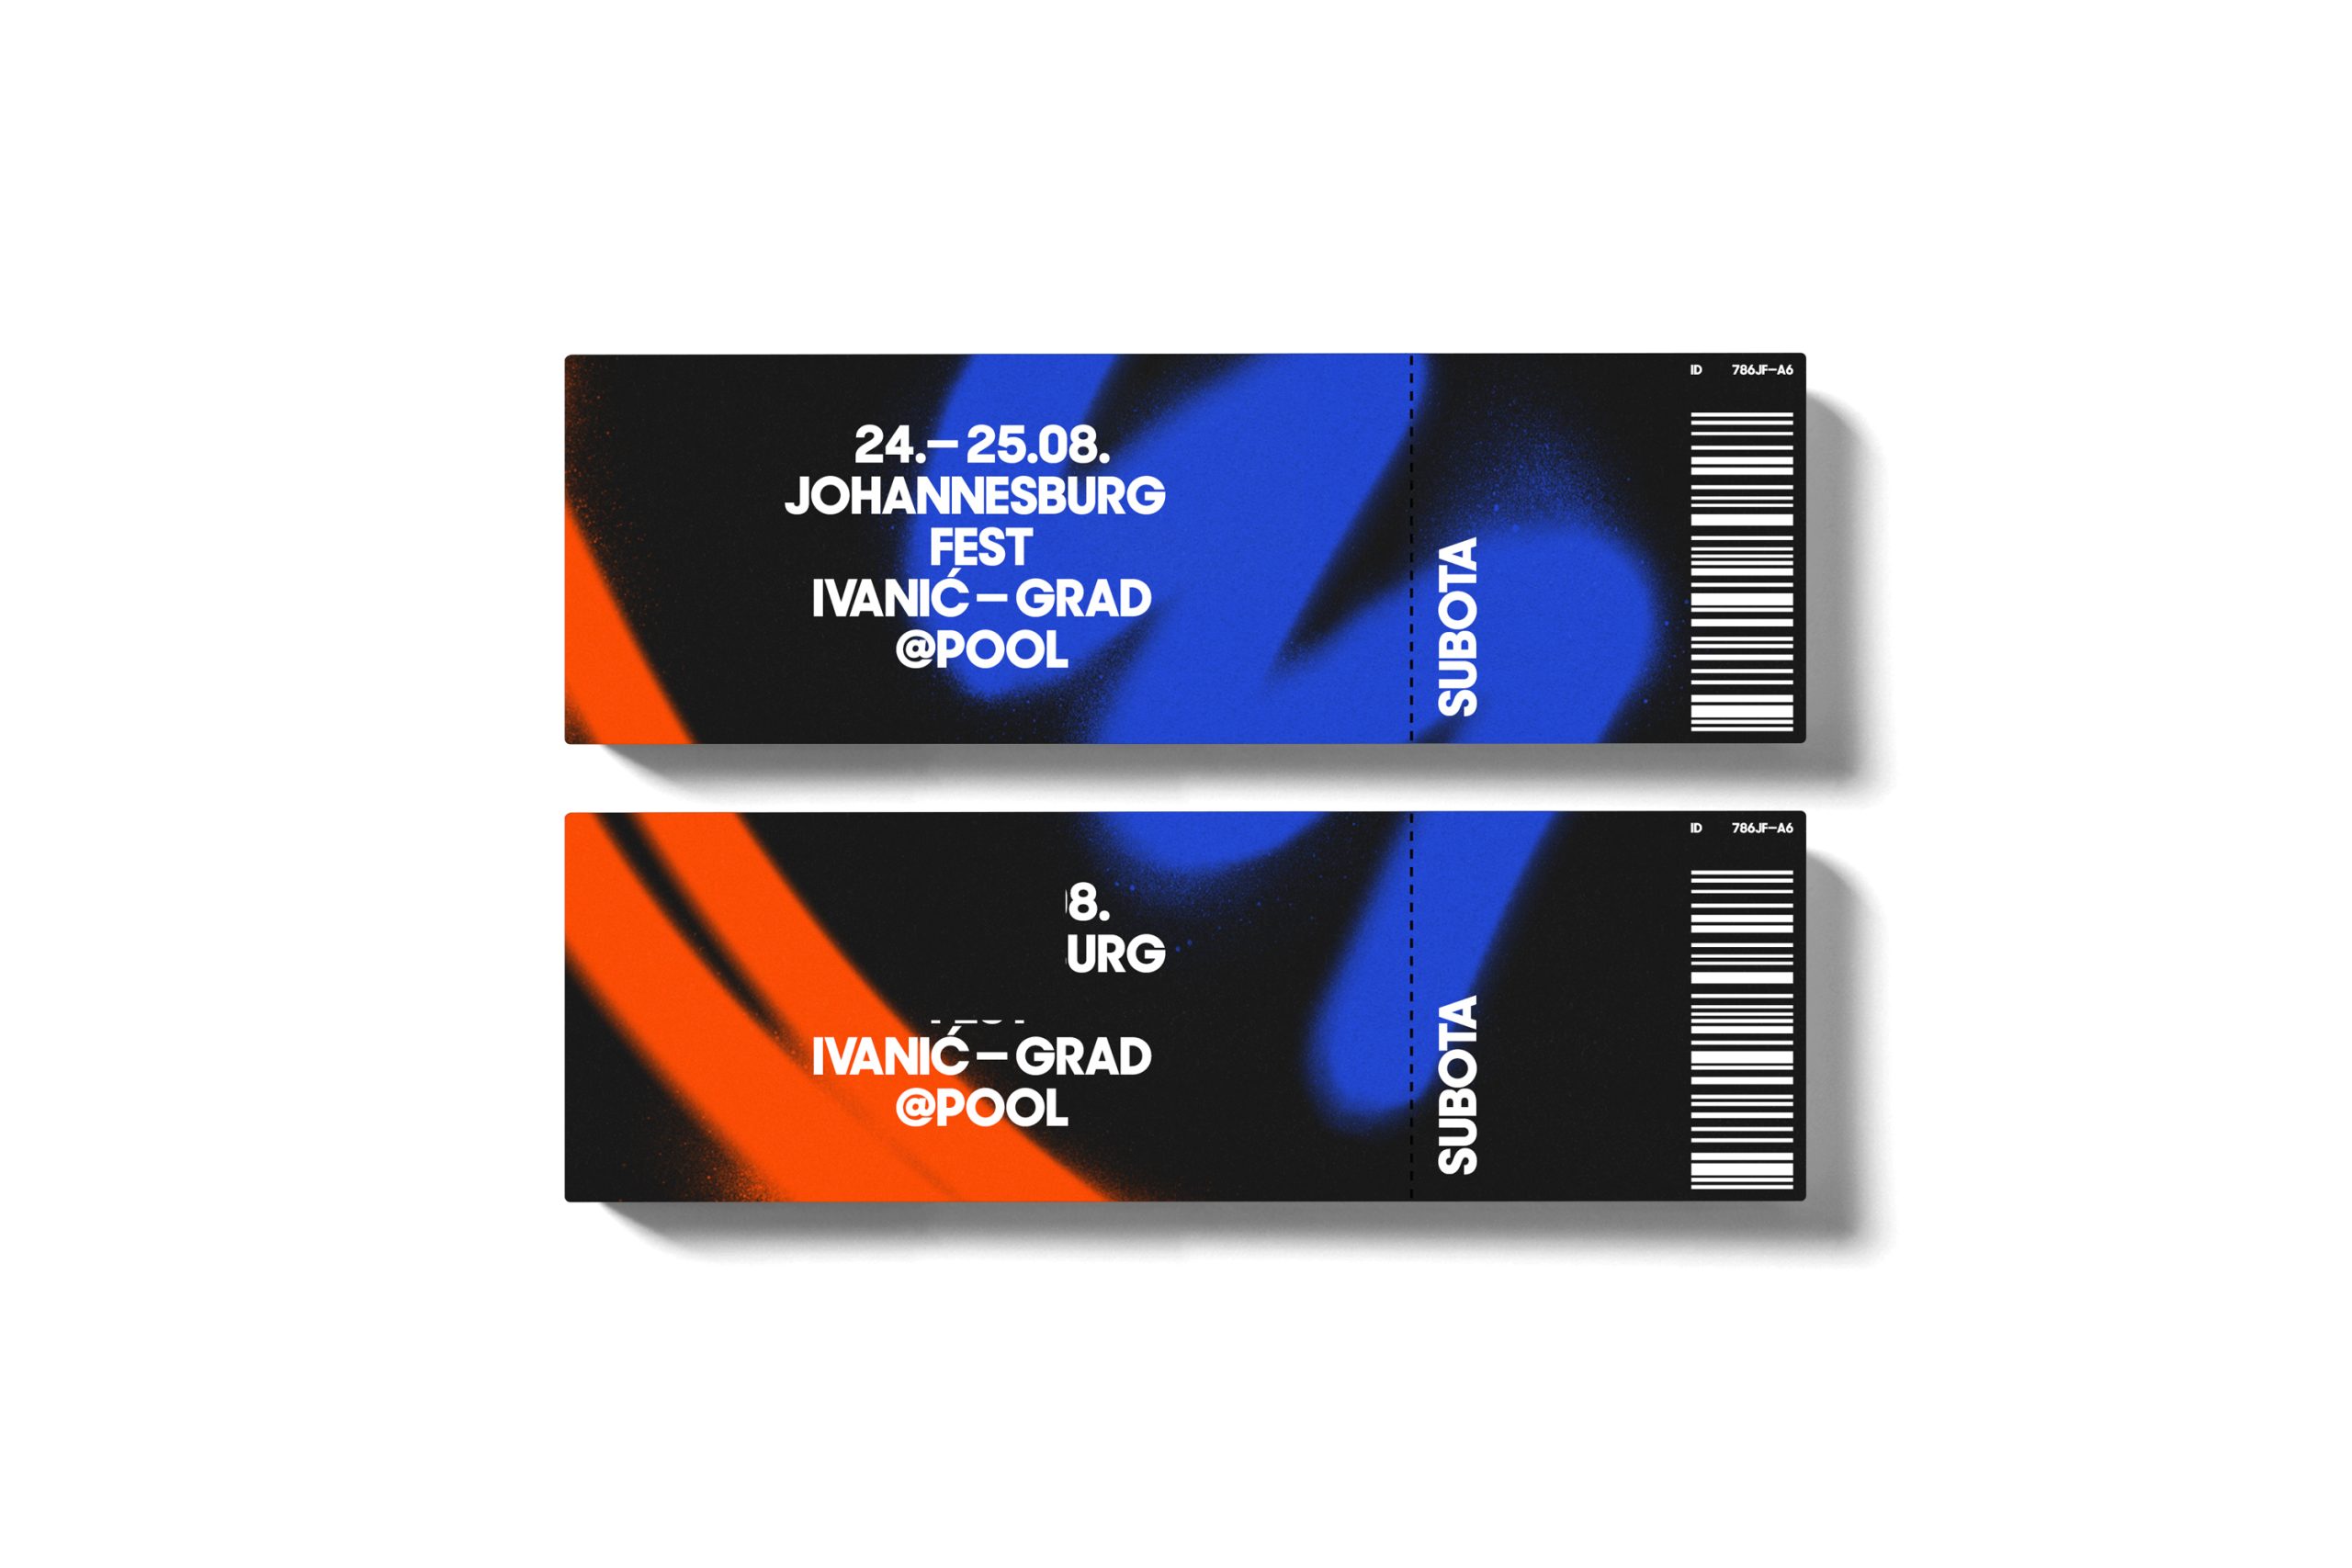 24.—25.08.
JOHANNESBURG
FEST
IVANIĆ—GRAD
@POOL
SUBOTA
ID 786JF—A6
8.
URG
IVANIĆ—GRAD
@POOL
SUBOTA
ID 786JF—A6